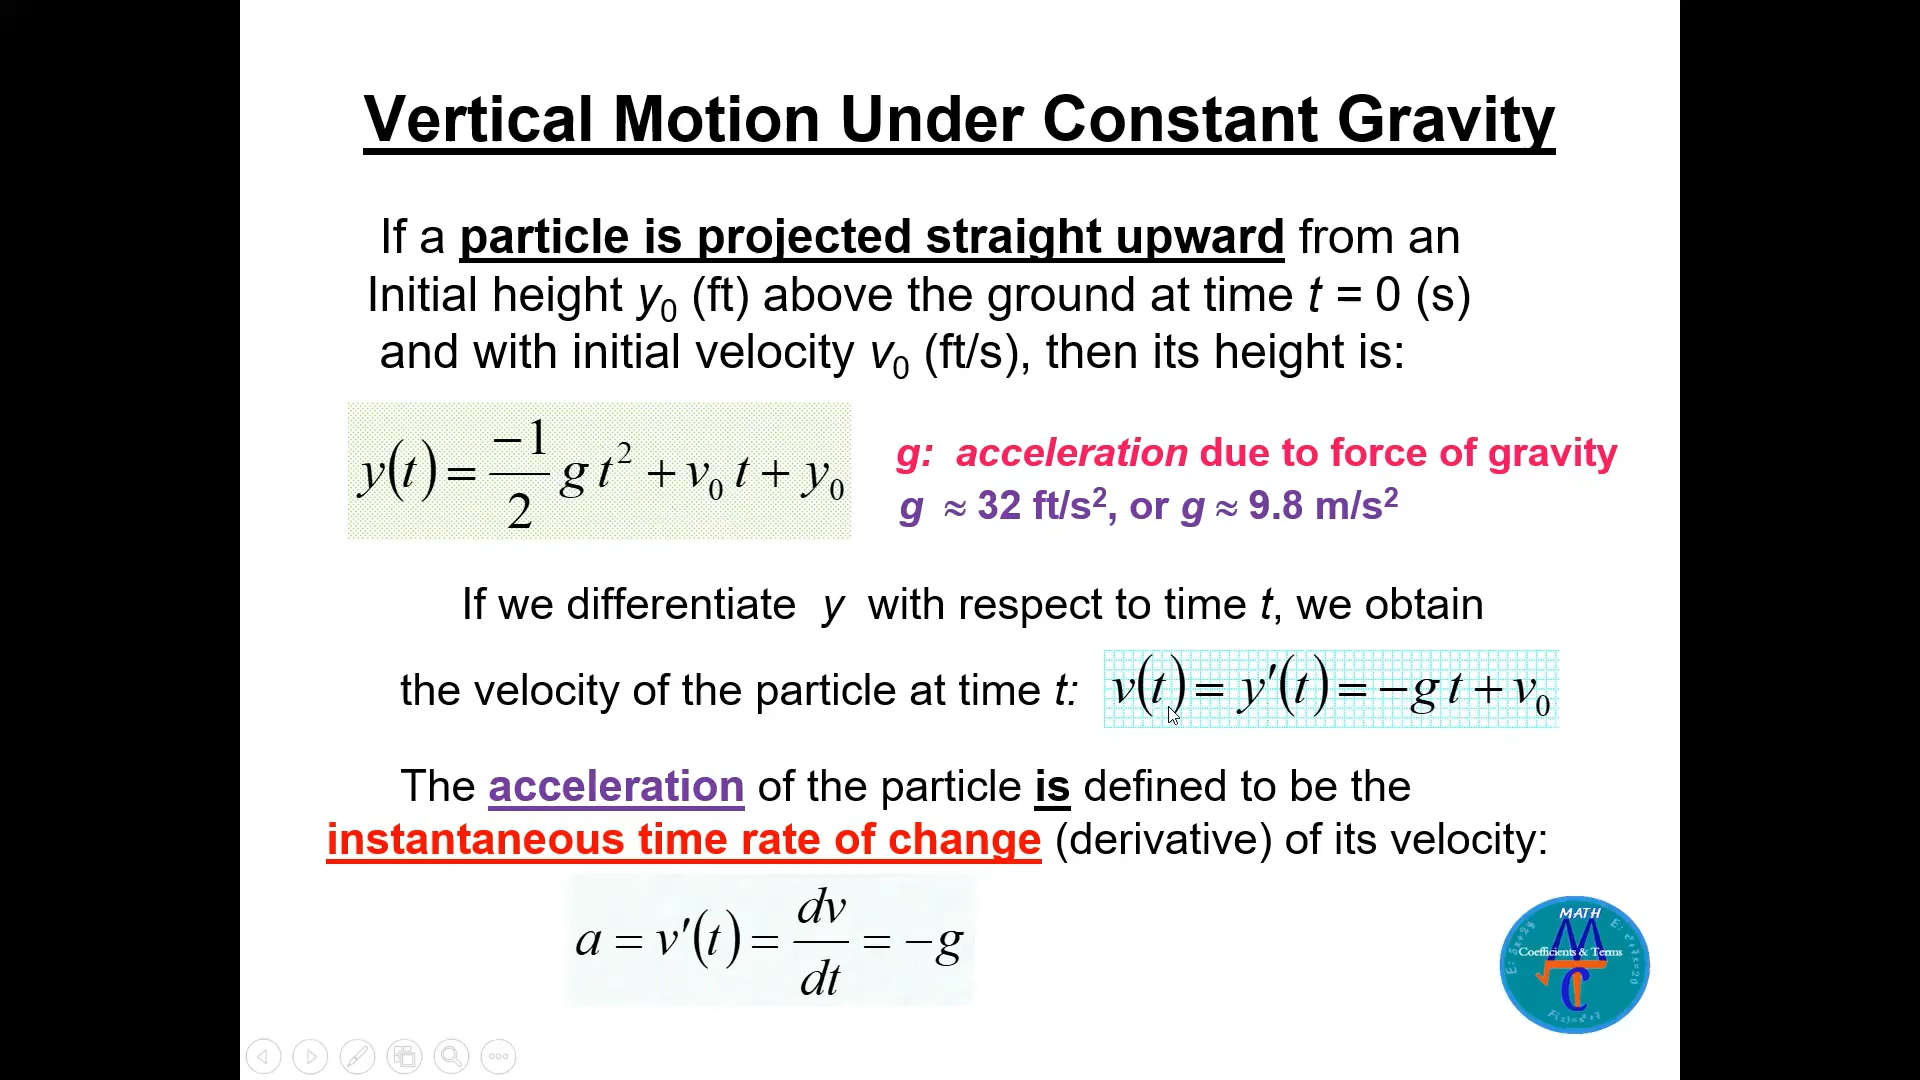 Vertical Motion Under Constant Gravity
If a particle is projected straight upward from an
Initial height y₀ (ft) above the ground at time t = 0 (s)
and with initial velocity v₀ (ft/s), then its height is:
y(t) = −1/2 g t² + v₀ t + y₀
g: acceleration due to force of gravity
g ≈ 32 ft/s², or g ≈ 9.8 m/s²
If we differentiate y with respect to time t, we obtain
the velocity of the particle at time t: v(t) = y′(t) = −g t + v₀
The acceleration of the particle is defined to be the
instantaneous time rate of change (derivative) of its velocity:
a = v′(t) = dv/dt = −g
MATH
M
Coefficients & Terms
C